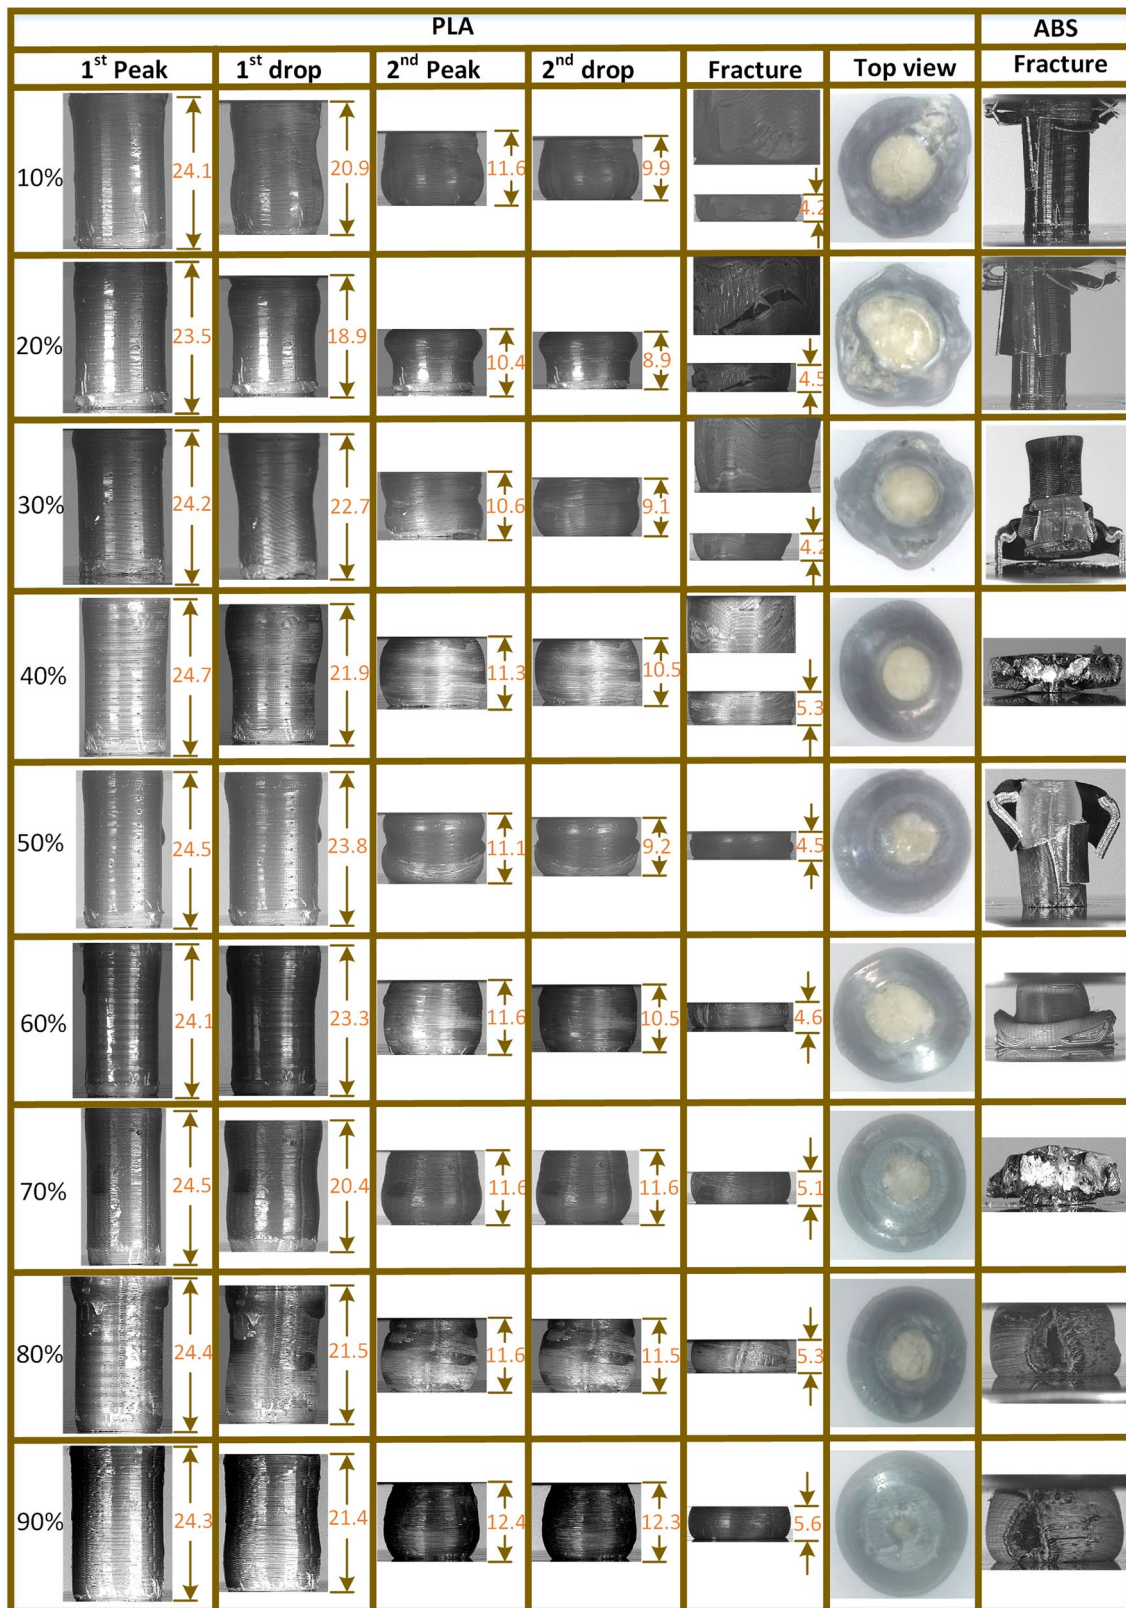 PLA ABS
1st Peak 1st drop 2nd Peak 2nd drop Fracture Top view Fracture
10% 24.1 20.9 11.6 9.9 4.2
20% 23.5 18.9 10.4 8.9 4.5
30% 24.2 22.7 10.6 9.1 4.2
40% 24.7 21.9 11.3 10.5 5.3
50% 24.5 23.8 11.1 9.2 4.5
60% 24.1 23.3 11.6 10.5 4.6
70% 24.5 20.4 11.6 11.6 5.1
80% 24.4 21.5 11.6 11.5 5.3
90% 24.3 21.4 12.4 12.3 5.6